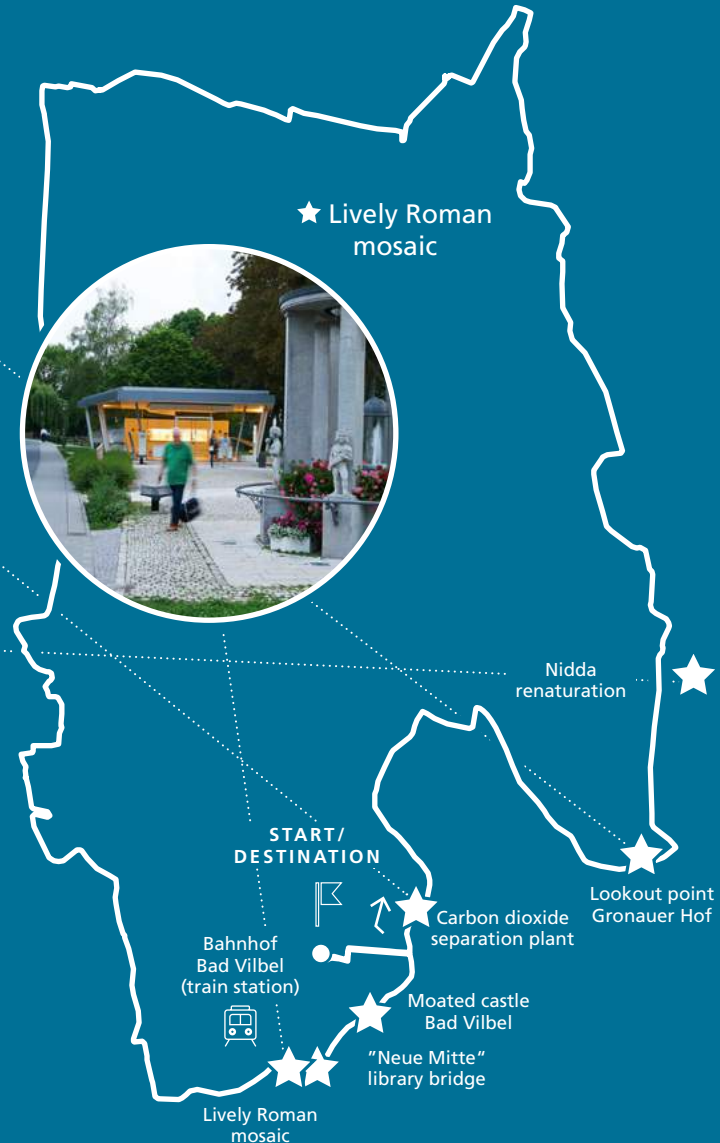 Lively Roman
mosaic
Nidda
renaturation
START/
DESTINATION
Lookout point
Gronauer Hof
Carbon dioxide
separation plant
Bahnhof
Bad Vilbel
(train station)
Moated castle
Bad Vilbel
"Neue Mitte“
library bridge
Lively Roman
mosaic